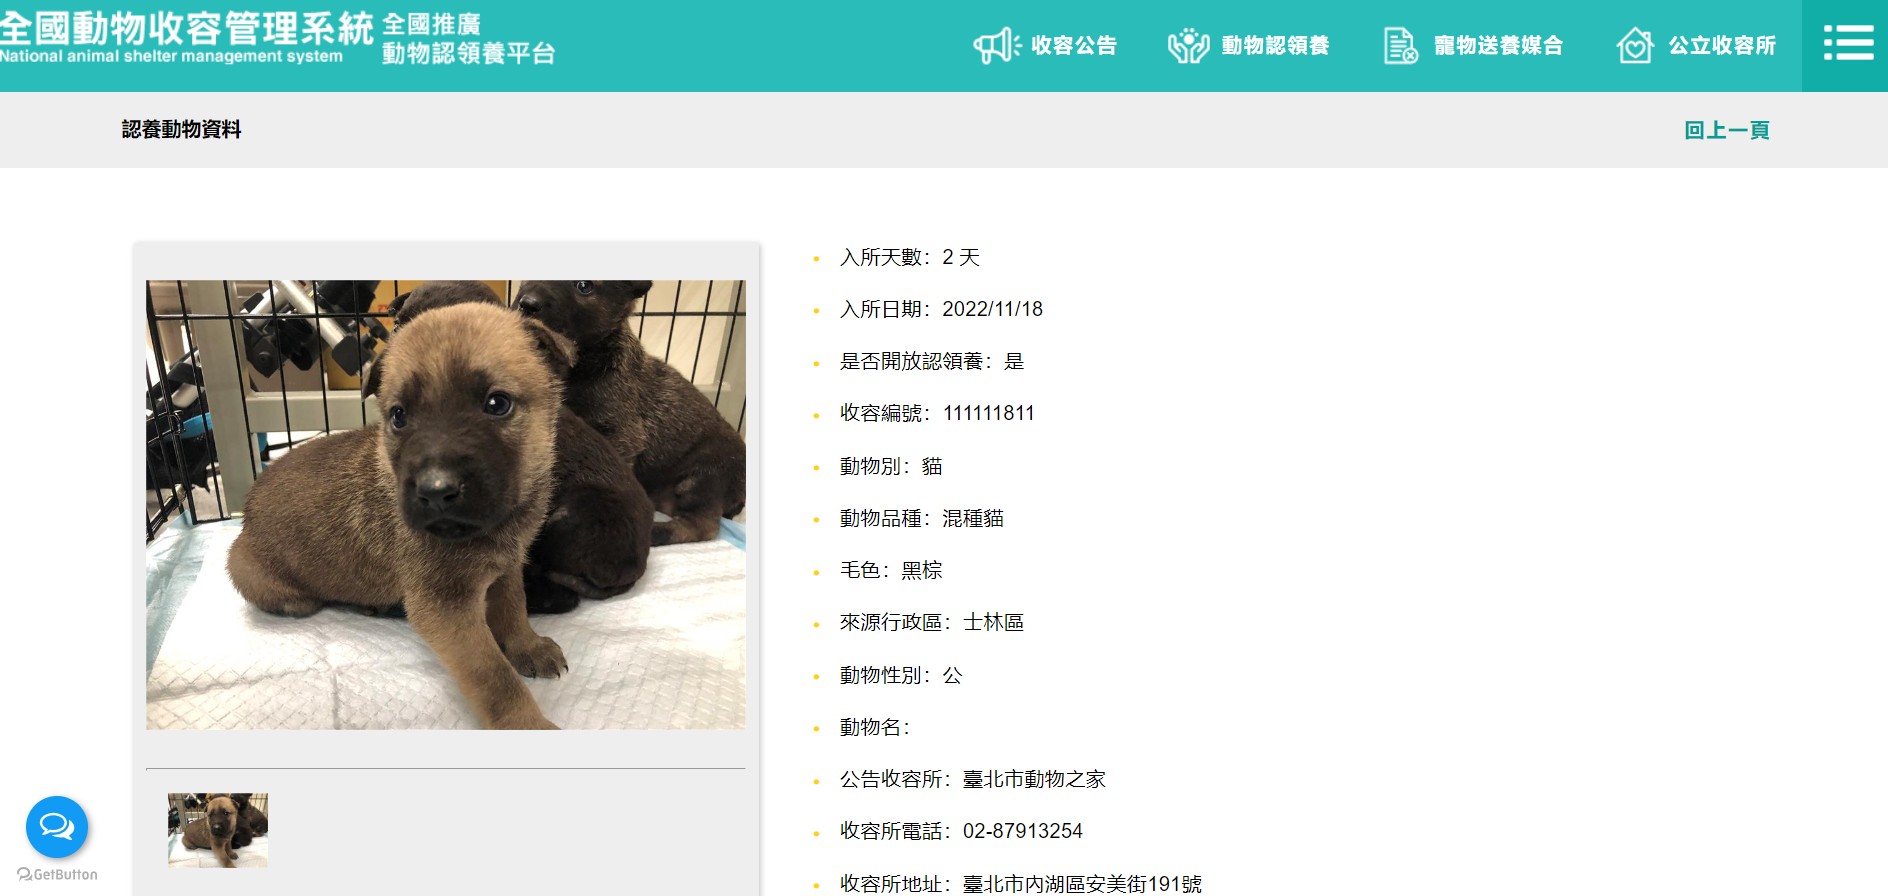 全國動物收容管理系統
National animal shelter management system
全國推廣
動物認領養平台
收容公告
動物認領養
寵物送養媒合
公立收容所
認養動物資料
回上一頁
入所天數：2 天
入所日期：2022/11/18
是否開放認領養：是
收容編號：111111811
動物別：貓
動物品種：混種貓
毛色：黑棕
來源行政區：士林區
動物性別：公
動物名：
公告收容所：臺北市動物之家
收容所電話：02-87913254
收容所地址：臺北市內湖區安美街191號
GetButton